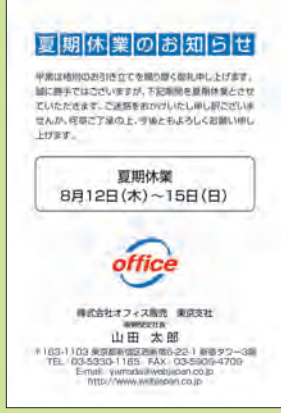 夏期休業のお知らせ
平素は格別のお引き立てを賜り厚く御礼申し上げます。
誠に勝手ではございますが、下記期間を夏期休業とさせ
ていただきます。ご迷惑をおかけいたし申し訳ございま
せんが、何卒ご了承の上、今後ともよろしくお願い申し
上げます。
夏期休業
8月12日(木)~15日(日)
office
株式会社オフィス販売 東京支社
山田 太郎
〒163-1103 東京都新宿区西新宿6-22-1 新宿タワー3階
TEL : 03-5330-1165 FAX : 03-5909-4709
E-mail : yamada@webjapan.co.jp
http://www.webjapan.co.jp